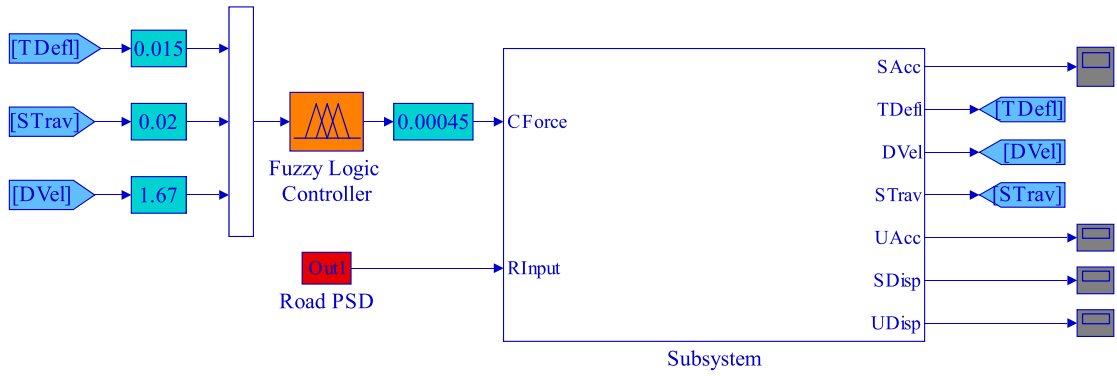 [TDefl]
0.015
[STrav]
0.02
[DVel]
1.67
Fuzzy Logic
Controller
0.00045
Out1
Road PSD
CForce
RInput
SAcc
TDefl
DVel
STrav
UAcc
SDisp
UDisp
Subsystem
[TDefl]
[DVel]
[STrav]